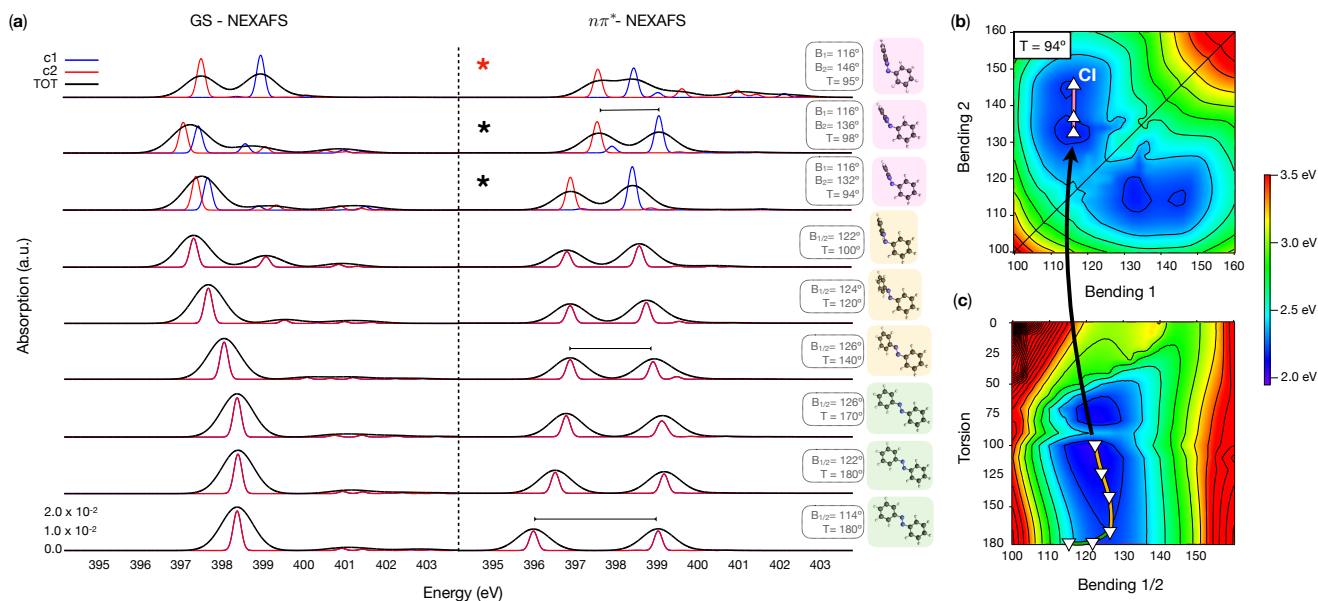 (a)
GS - NEXAFS
nπ*- NEXAFS
c1
c2
TOT
*
B₁= 116°
B₂= 146°
T= 95°
*
B₁= 116°
B₂= 136°
T= 98°
*
B₁= 116°
B₂= 132°
T= 94°
B₁/₂= 122°
T= 100°
B₁/₂= 124°
T= 120°
B₁/₂= 126°
T= 140°
B₁/₂= 126°
T= 170°
B₁/₂= 122°
T = 180°
B₁/₂= 114°
T= 180°
Absorption (a.u.)
2.0 x 10⁻²
1.0 x 10⁻²
0.0
395 396 397 398 399 400 401 402 403 395 396 397 398 399 400 401 402 403
Energy (eV)
(b)
T = 94º
CI
Bending 2
160
150
140
130
120
110
100
100 110 120 130 140 150 160
Bending 1
(c)
Torsion
0
25
50
75
100
125
150
180
100 110 120 130 140 150 160
Bending 1/2
3.5 eV
3.0 eV
2.5 eV
2.0 eV